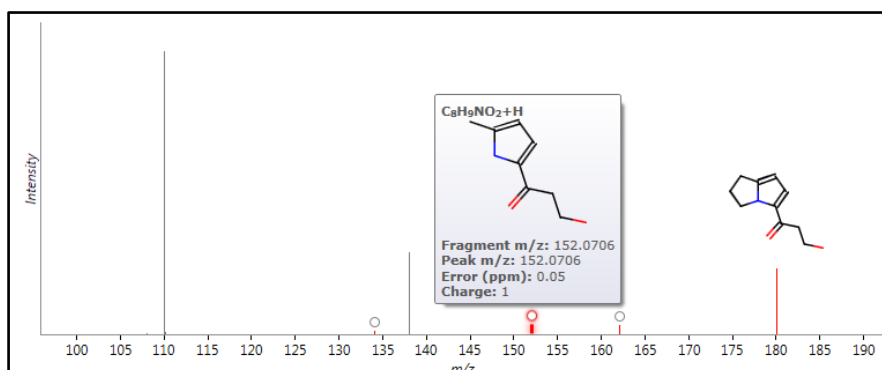 Intensity
C₈H₉NO₂+H
Fragment m/z: 152.0706
Peak m/z: 152.0706
Error (ppm): 0.05
Charge: 1
100 105 110 115 120 125 130 135 140 145 150 155 160 165 170 175 180 185 190
m/z